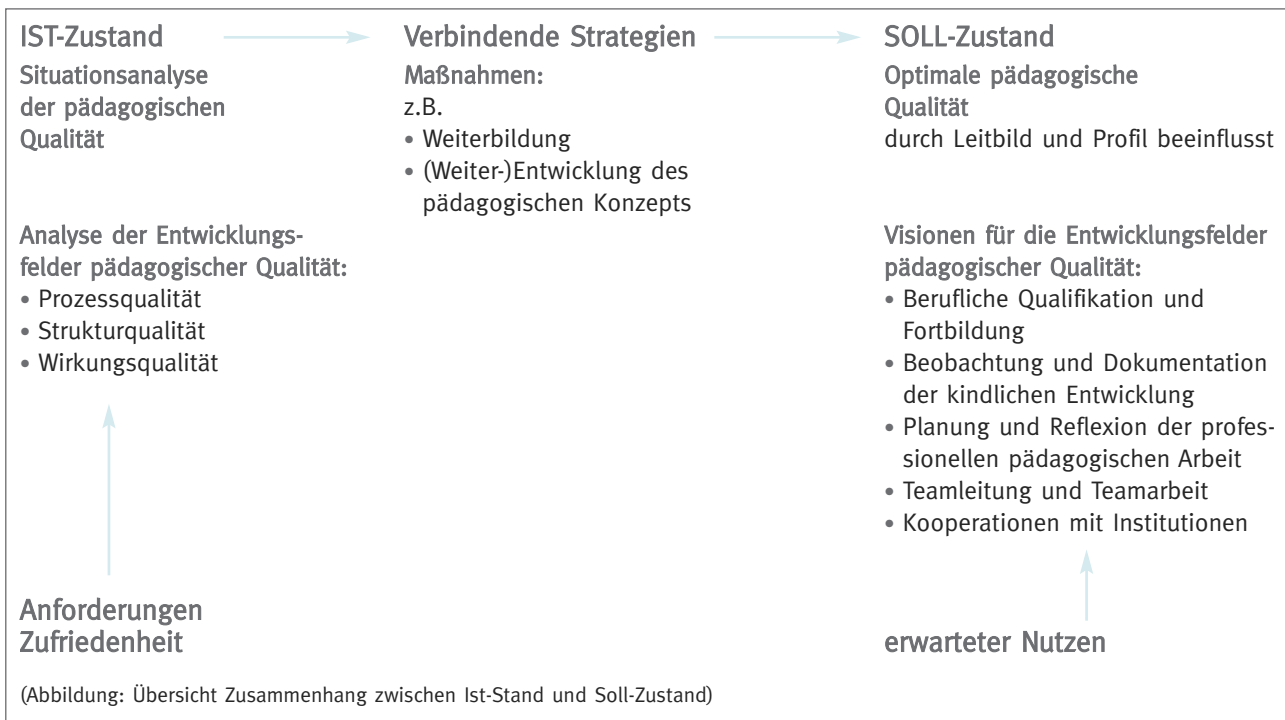 IST-Zustand
Situationsanalyse
der pädagogischen
Qualität
Analyse der Entwicklungs-
felder pädagogischer Qualität:
• Prozessqualität
• Strukturqualität
• Wirkungsqualität
Anforderungen
Zufriedenheit
Verbindende Strategien
Maßnahmen:
z.B.
• Weiterbildung
• (Weiter-)Entwicklung des
pädagogischen Konzepts
SOLL-Zustand
Optimale pädagogische
Qualität
durch Leitbild und Profil beeinflusst
Visionen für die Entwicklungsfelder
pädagogischer Qualität:
• Berufliche Qualifikation und
Fortbildung
• Beobachtung und Dokumentation
der kindlichen Entwicklung
• Planung und Reflexion der profes-
sionellen pädagogischen Arbeit
• Teamleitung und Teamarbeit
• Kooperationen mit Institutionen
erwarteter Nutzen
(Abbildung: Übersicht Zusammenhang zwischen Ist-Stand und Soll-Zustand)